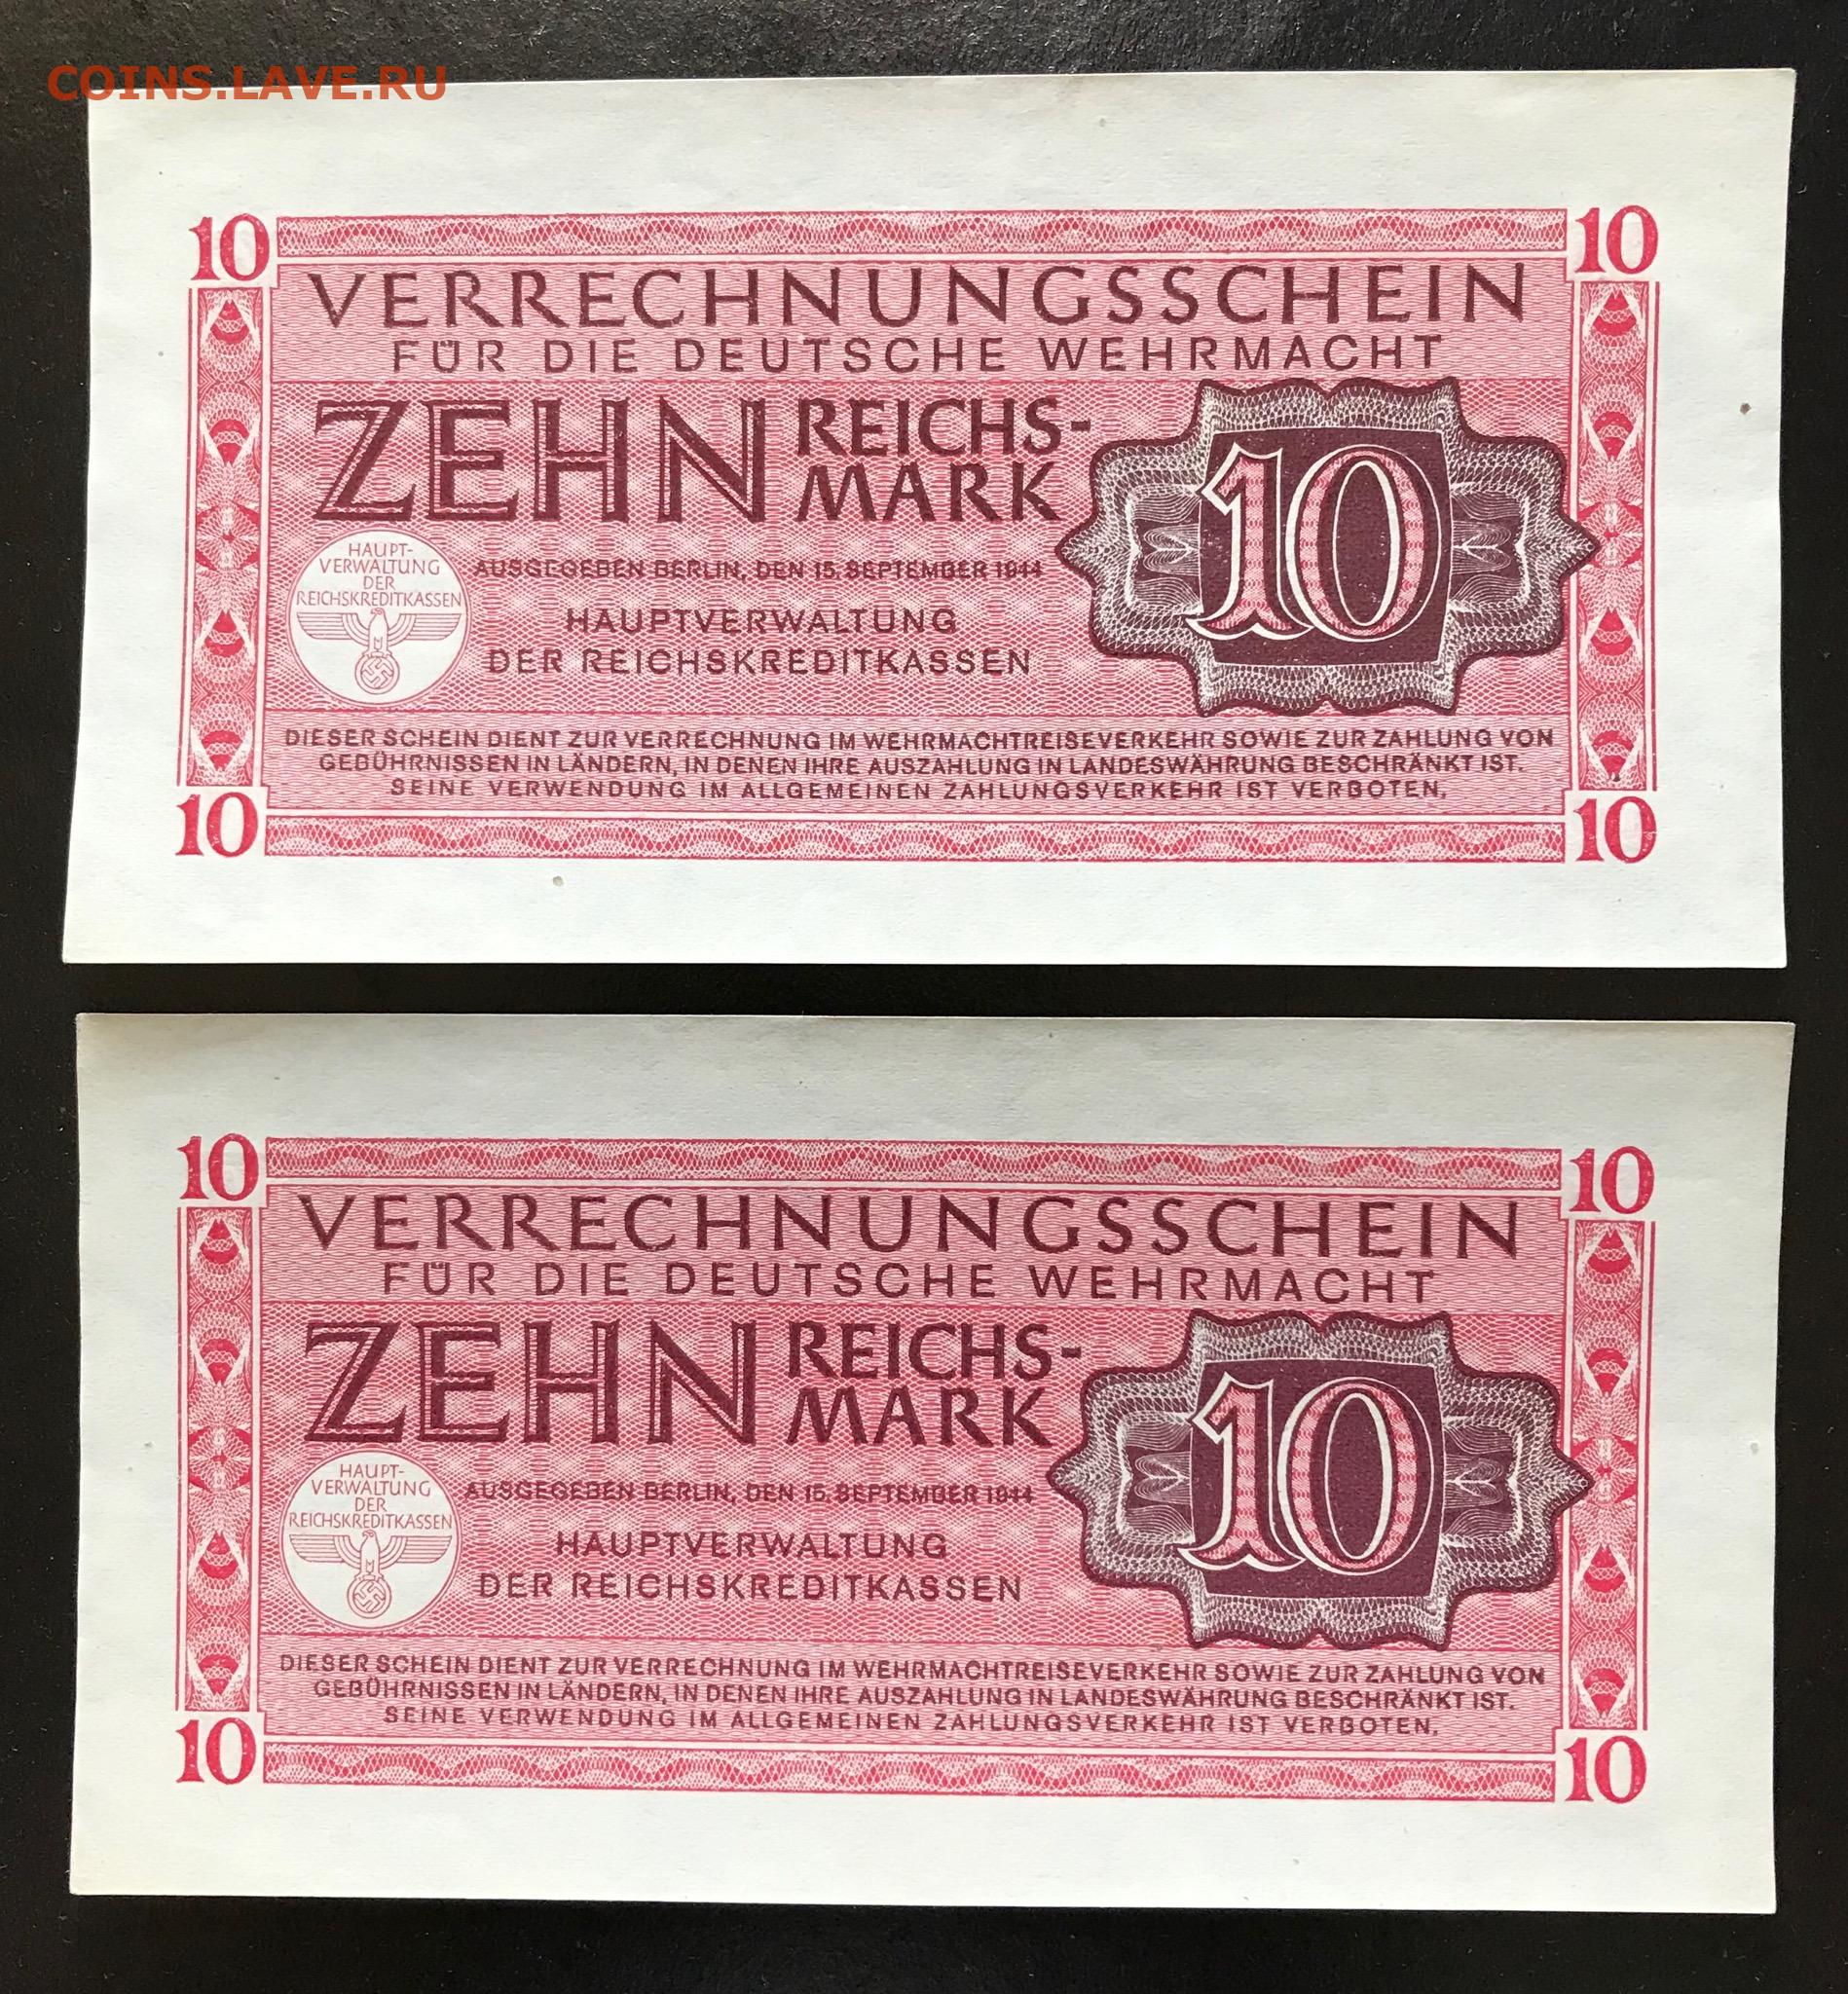 COINS.LAVE.RU
10 10
VERRECHNUNGSSCHEIN
FÜR DIE DEUTSCHE WEHRMACHT
ZEHN REICHS-
MARK
10
HAUPT-
VERWALTUNG
DER
REICHSKREDITKASSEN
AUSGEGEBEN BERLIN, DEN 15. SEPTEMBER 1944
HAUPTVERWALTUNG
DER REICHSKREDITKASSEN
DIESER SCHEIN DIENT ZUR VERRECHNUNG IM WEHRMACHTREISEVERKEHR SOWIE ZUR ZAHLUNG VON
GEBÜHRNISSEN IN LÄNDERN, IN DENEN IHRE AUSZAHLUNG IN LANDESWÄHRUNG BESCHRÄNKT IST.
SEINE VERWENDUNG IM ALLGEMEINEN ZAHLUNGSVERKEHR IST VERBOTEN.
10 10
10 10
VERRECHNUNGSSCHEIN
FÜR DIE DEUTSCHE WEHRMACHT
ZEHN REICHS-
MARK
10
HAUPT-
VERWALTUNG
DER
REICHSKREDITKASSEN
AUSGEGEBEN BERLIN, DEN 15. SEPTEMBER 1944
HAUPTVERWALTUNG
DER REICHSKREDITKASSEN
DIESER SCHEIN DIENT ZUR VERRECHNUNG IM WEHRMACHTREISEVERKEHR SOWIE ZUR ZAHLUNG VON
GEBÜHRNISSEN IN LÄNDERN, IN DENEN IHRE AUSZAHLUNG IN LANDESWÄHRUNG BESCHRÄNKT IST.
SEINE VERWENDUNG IM ALLGEMEINEN ZAHLUNGSVERKEHR IST VERBOTEN.
10 10